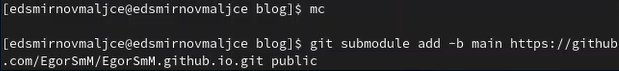 [edsmirnovmaljce@edsmirnovmaljce blog]$ mc
[edsmirnovmaljce@edsmirnovmaljce blog]$ git submodule add -b main https://github
.com/EgorSmM/EgorSmM.github.io.git public